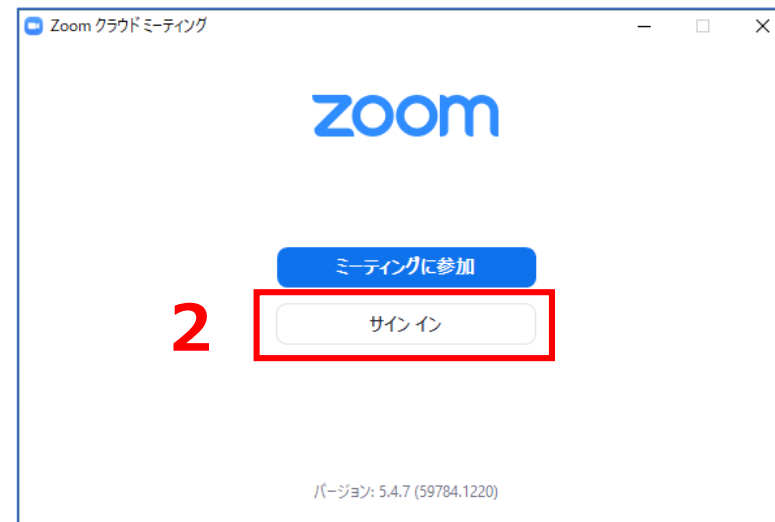 Zoom クラウド ミーティング
zoom
ミーティングに参加
2
サイン イン
バージョン: 5.4.7 (59784.1220)